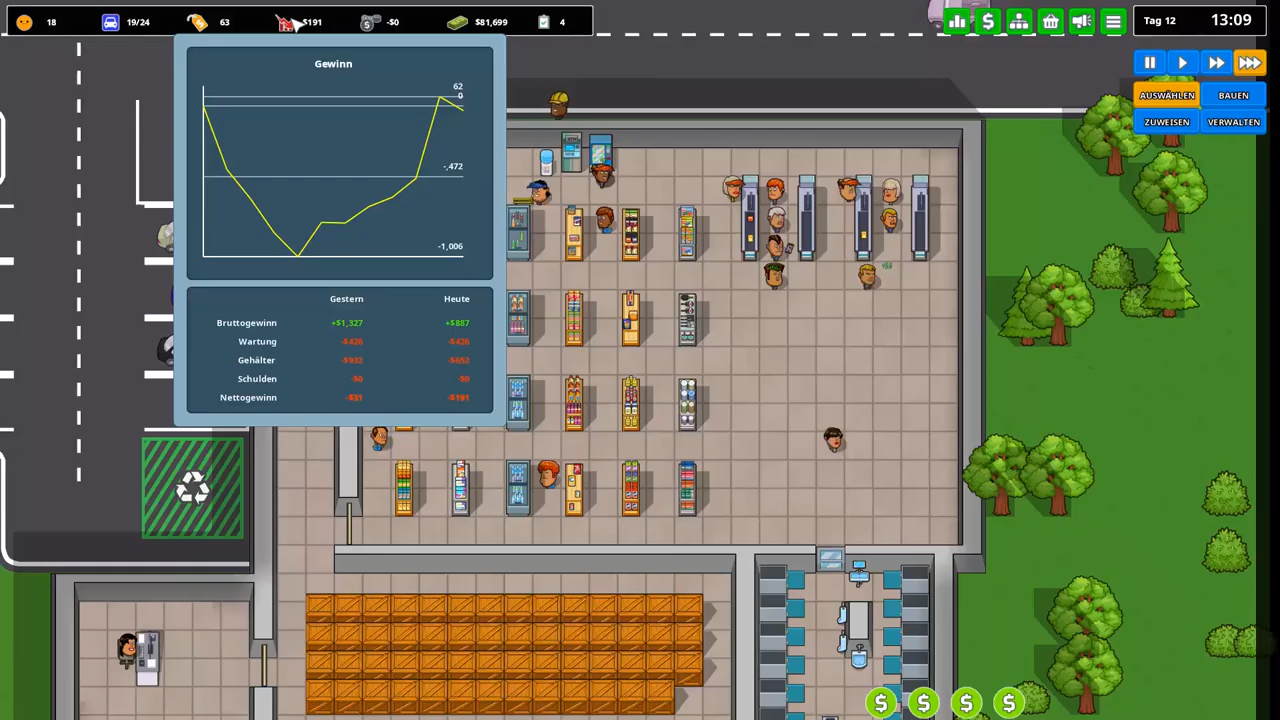 18 19/24 63 -$191 -$0 $81,699 4 Tag 12 13:09
AUSWÄHLEN BAUEN
ZUWEISEN VERWALTEN
Gewinn
62
0
-,472
-1,006
Gestern Heute
Bruttogewinn +$1,327 +$887
Wartung -$426 -$426
Gehälter -$932 -$652
Schulden -$0 -$0
Nettogewinn -$31 -$191
$ $ $ $